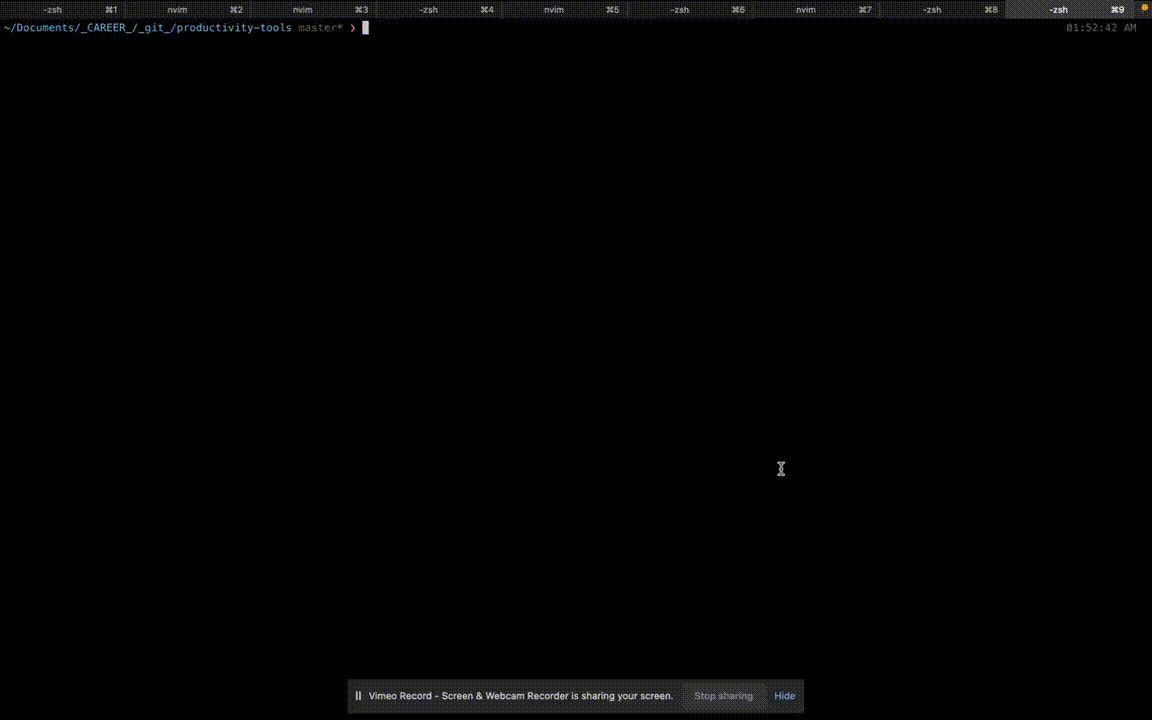 -zsh ⌘1 nvim ⌘2 nvim ⌘3 -zsh ⌘4 nvim ⌘5 -zsh ⌘6 nvim ⌘7 -zsh ⌘8 -zsh ⌘9
~/Documents/_CAREER_/_git_/productivity-tools master* ❯ 01:52:42 AM
Vimeo Record - Screen & Webcam Recorder is sharing your screen. Stop sharing Hide